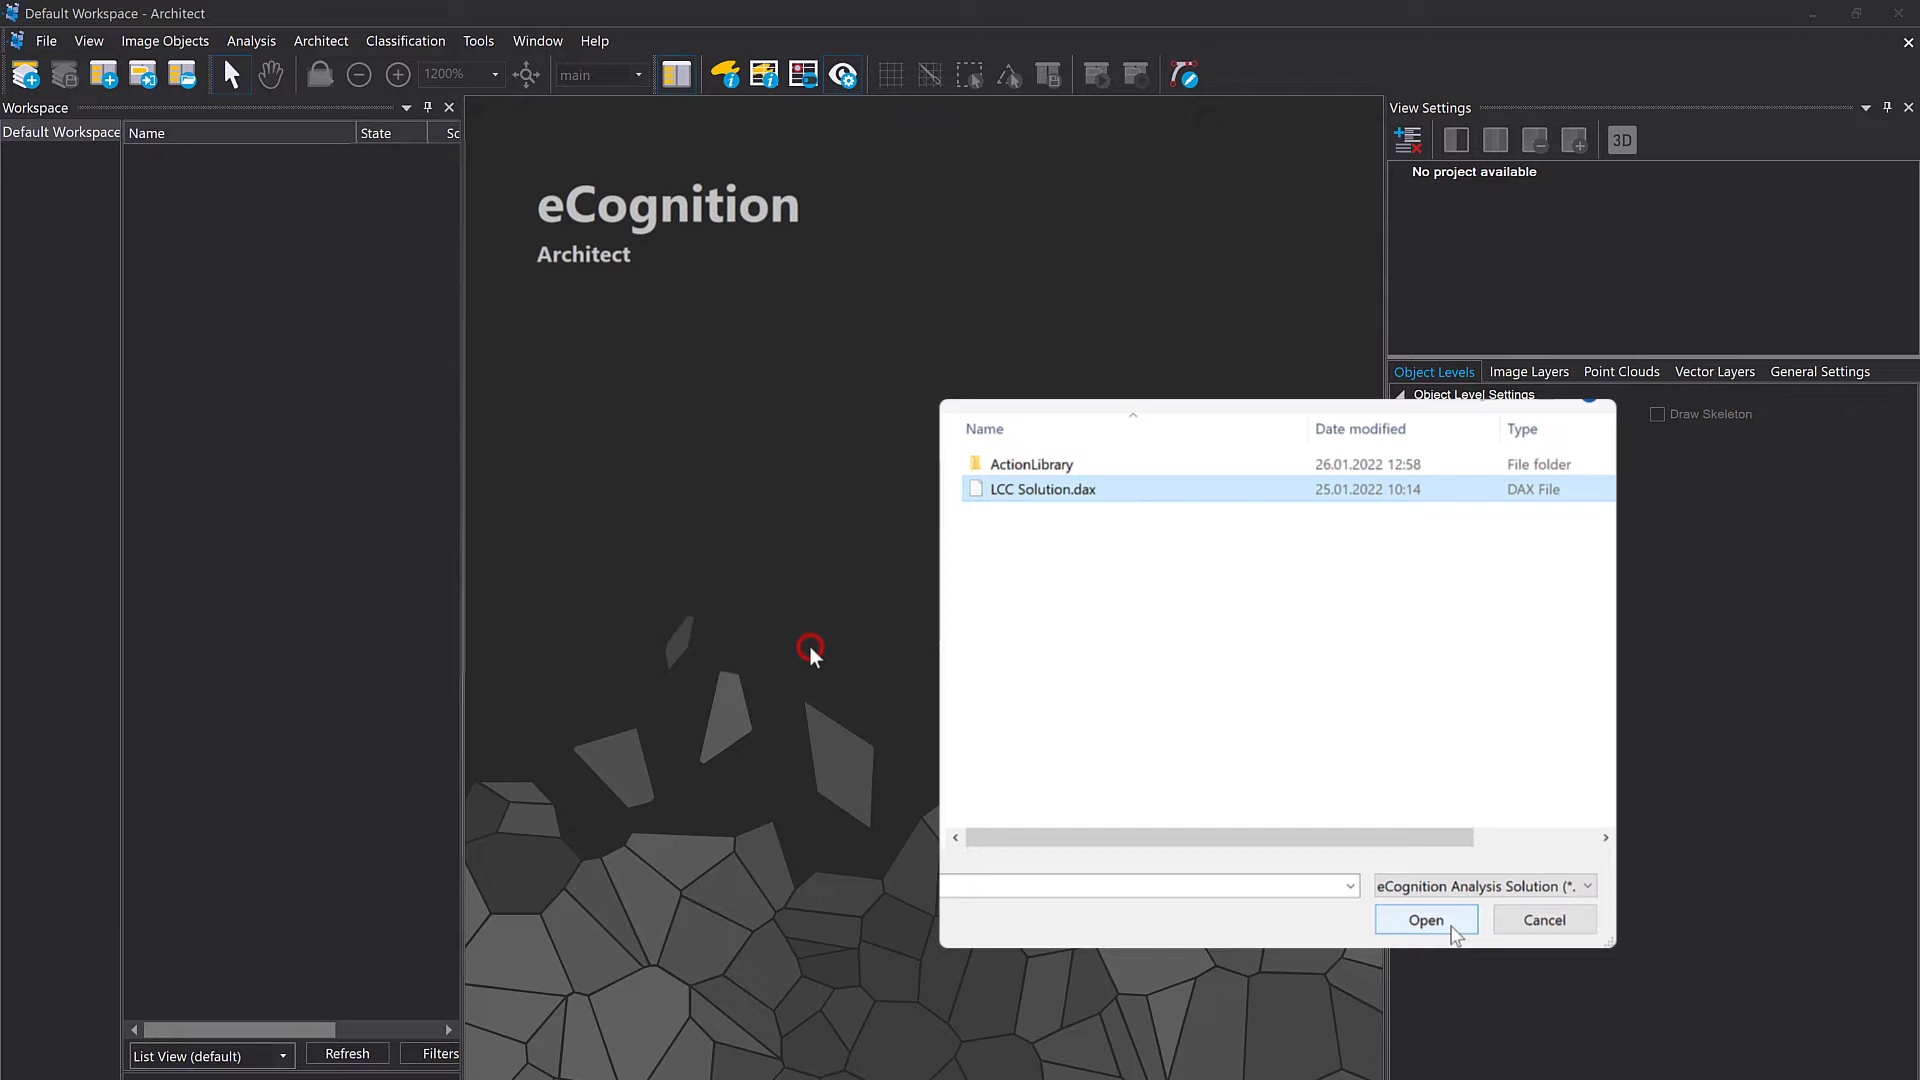 Default Workspace - Architect
File View Image Objects Analysis Architect Classification Tools Window Help
1200% main
Workspace
Default Workspace Name State Sc
eCognition
Architect
View Settings
3D
No project available
Object Levels Image Layers Point Clouds Vector Layers General Settings
Object Level Settings
Draw Skeleton
Name Date modified Type
ActionLibrary 26.01.2022 12:58 File folder
LCC Solution.dax 25.01.2022 10:14 DAX File
eCognition Analysis Solution (*.
Open Cancel
List View (default) Refresh Filters